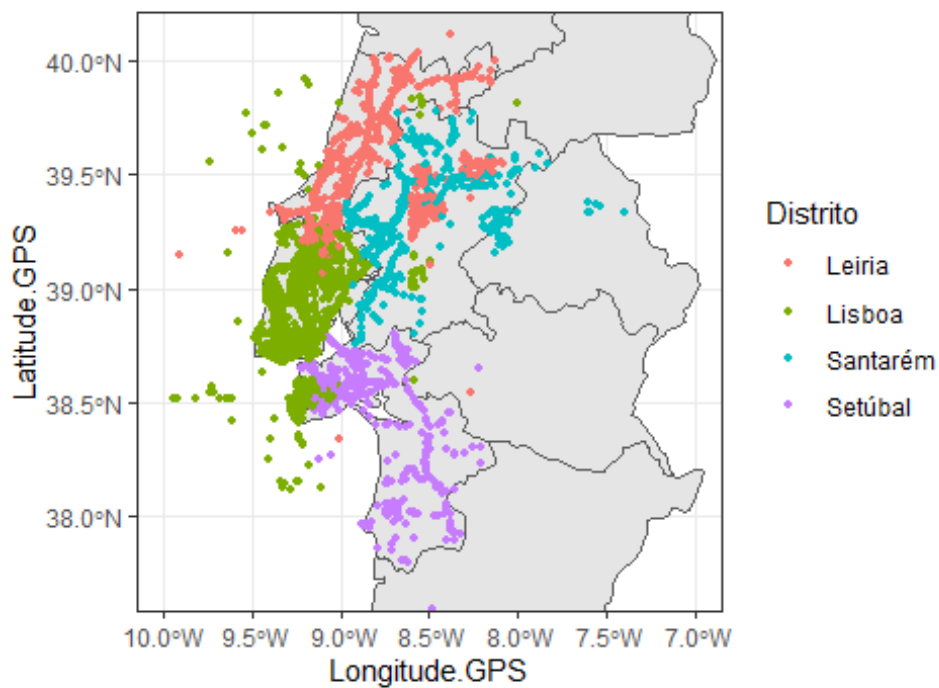 40.0°N
39.5°N
39.0°N
38.5°N
38.0°N
Latitude.GPS
10.0°W 9.5°W 9.0°W 8.5°W 8.0°W 7.5°W 7.0°W
Longitude.GPS
Distrito
Leiria
Lisboa
Santarém
Setúbal